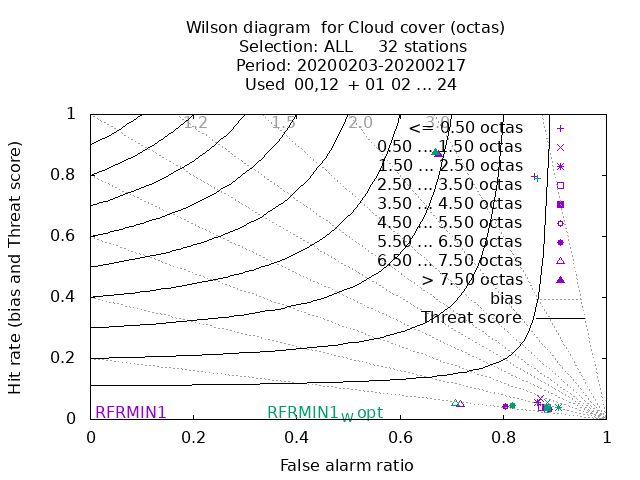 Wilson diagram  for Cloud cover (octas)
Selection: ALL     32 stations
Period: 20200203-20200217
Used  00,12  + 01 02 ... 24
1.2 1.5 2.0 3.0
<= 0.50 octas
0.50 ... 1.50 octas
1.50 ... 2.50 octas
2.50 ... 3.50 octas
3.50 ... 4.50 octas
4.50 ... 5.50 octas
5.50 ... 6.50 octas
6.50 ... 7.50 octas
> 7.50 octas
bias
Threat score
1
0.8
0.6
0.4
0.2
0
Hit rate (bias and Threat score)
RFRMIN1 RFRMIN1W opt
0 0.2 0.4 0.6 0.8 1
False alarm ratio